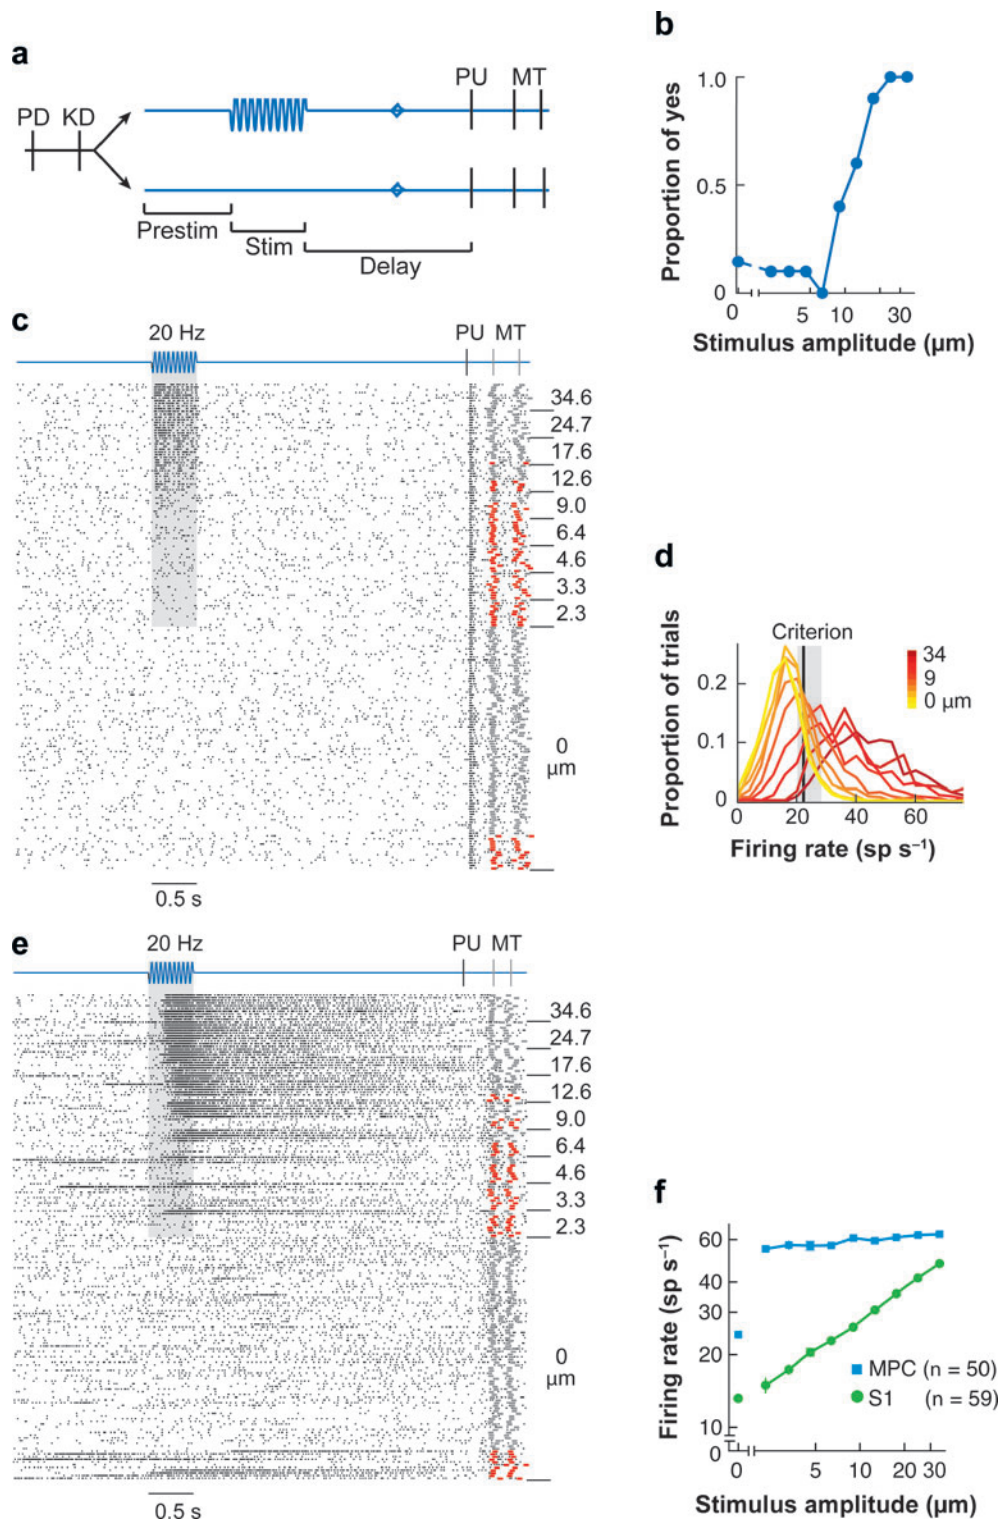 a
PD KD
PU MT
Prestim
Stim
Delay
b
Proportion of yes
1.0
0.5
0
0 5 10 30
Stimulus amplitude (µm)
c
20 Hz
PU MT
34.6
24.7
17.6
12.6
9.0
6.4
4.6
3.3
2.3
0
µm
0.5 s
d
Proportion of trials
Criterion
34
9
0 µm
0.2
0.1
0
0 20 40 60
Firing rate (sp s⁻¹)
e
20 Hz
PU MT
34.6
24.7
17.6
12.6
9.0
6.4
4.6
3.3
2.3
0
µm
0.5 s
f
Firing rate (sp s⁻¹)
60
40
30
20
10
0
MPC (n = 50)
S1 (n = 59)
0 5 10 20 30
Stimulus amplitude (µm)